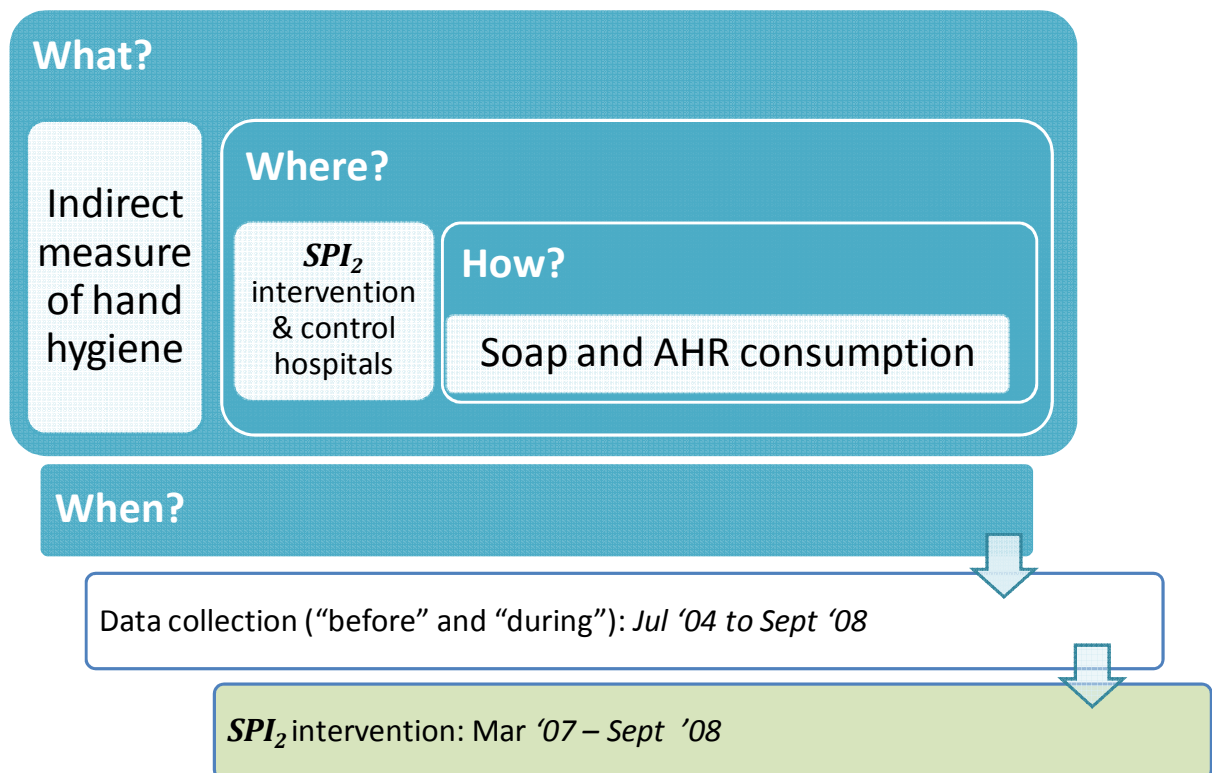 What?
Indirect
measure
of hand
hygiene
Where?
SPI₂
intervention
& control
hospitals
How?
Soap and AHR consumption
When?
Data collection (“before” and “during”): Jul ‘04 to Sept ‘08
SPI₂ intervention: Mar ‘07 – Sept ’08